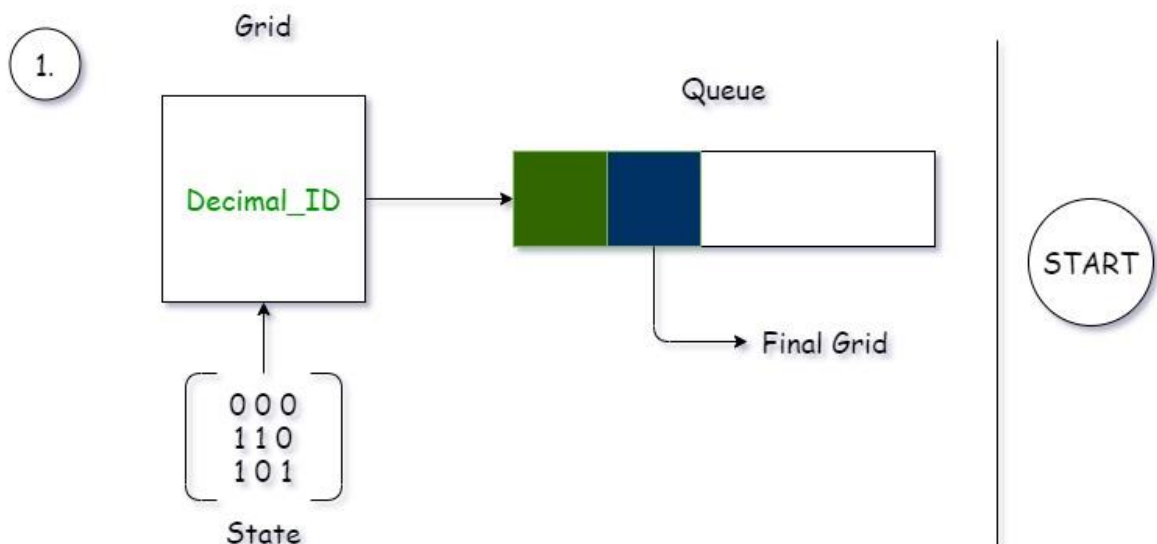 1.
Grid
Queue
Decimal_ID
START
Final Grid
0 0 0
1 1 0
1 0 1
State